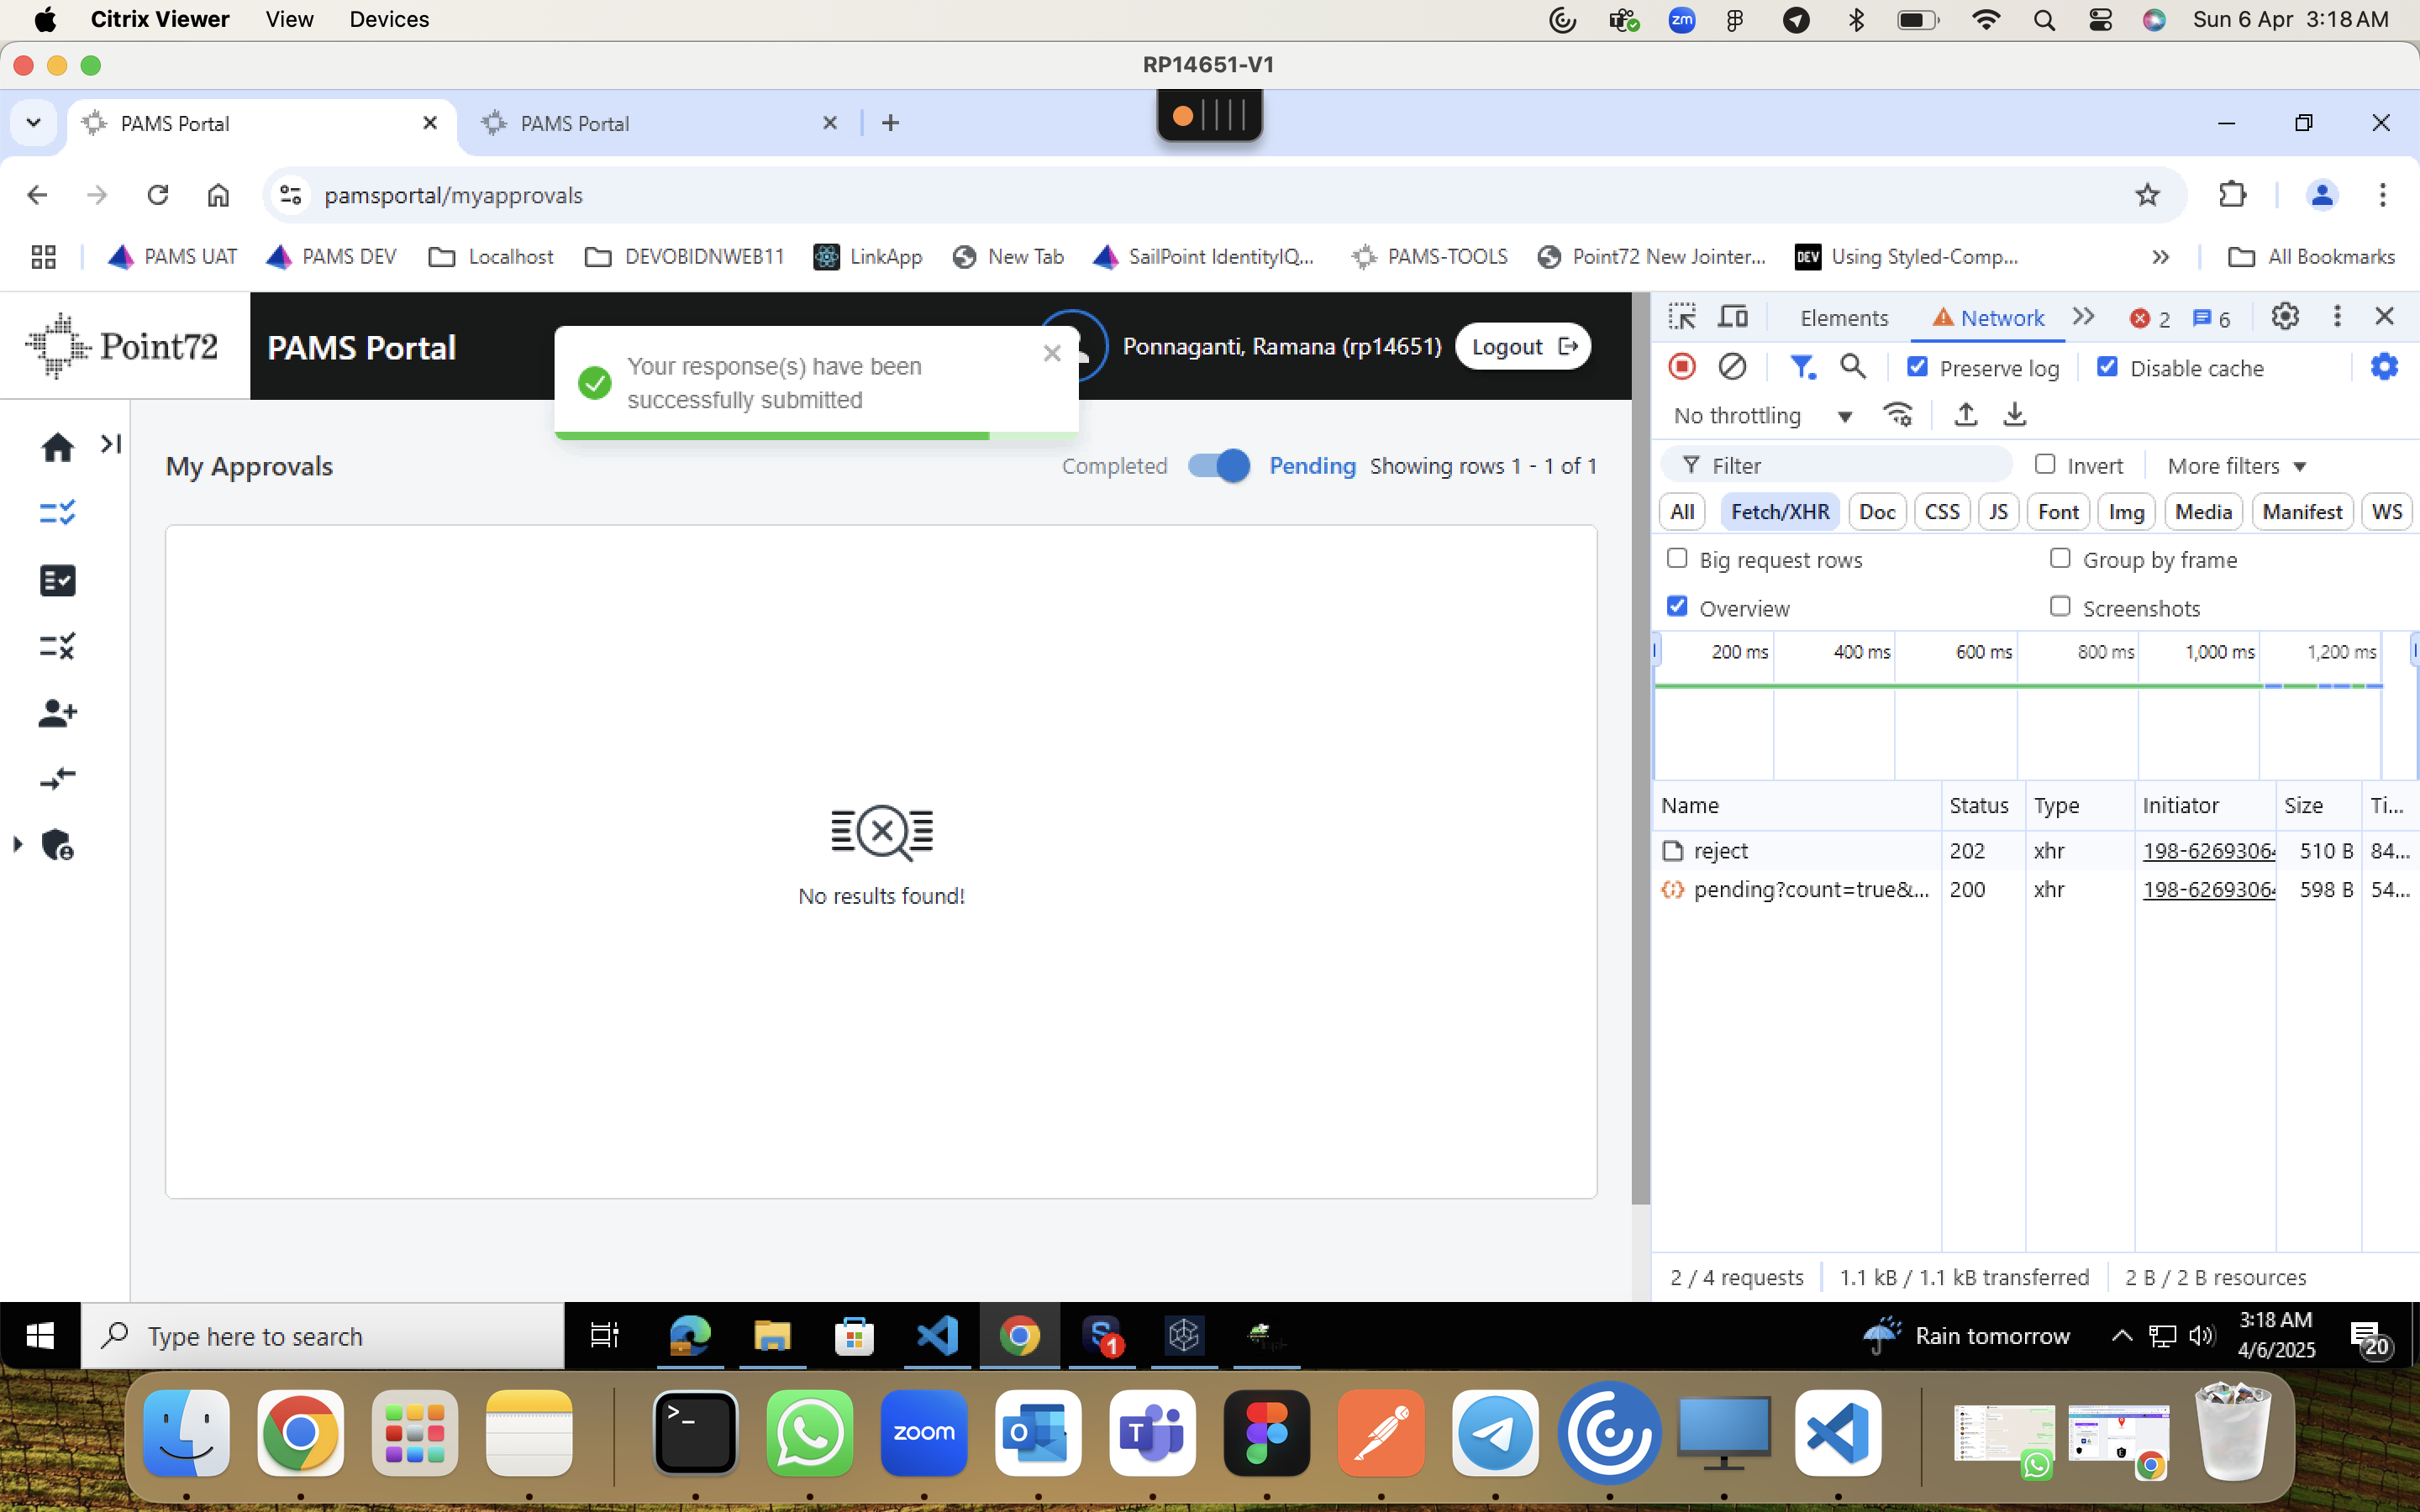 Citrix Viewer View Devices zm Sun 6 Apr 3:18 AM
RP14651-V1
PAMS Portal PAMS Portal
pamsportal/myapprovals
PAMS UAT PAMS DEV Localhost DEVOBIDNWEB11 LinkApp New Tab SailPoint IdentityIQ... PAMS-TOOLS Point72 New Jointer... DEV Using Styled-Comp... All Bookmarks
Point72 PAMS Portal Ponnaganti, Ramana (rp14651) Logout
Your response(s) have been
successfully submitted
My Approvals Completed Pending Showing rows 1 - 1 of 1
No results found!
Elements Network 2 6
Preserve log Disable cache
No throttling
Filter Invert More filters
All Fetch/XHR Doc CSS JS Font Img Media Manifest WS
Big request rows Group by frame
Overview Screenshots
200 ms 400 ms 600 ms 800 ms 1,000 ms 1,200 ms
Name Status Type Initiator Size Ti...
reject 202 xhr 198-6269306 510 B 84...
pending?count=true&... 200 xhr 198-6269306 598 B 54...
2 / 4 requests 1.1 kB / 1.1 kB transferred 2 B / 2 B resources
Type here to search S 1 Rain tomorrow 3:18 AM
4/6/2025 20
>_ zoom O T